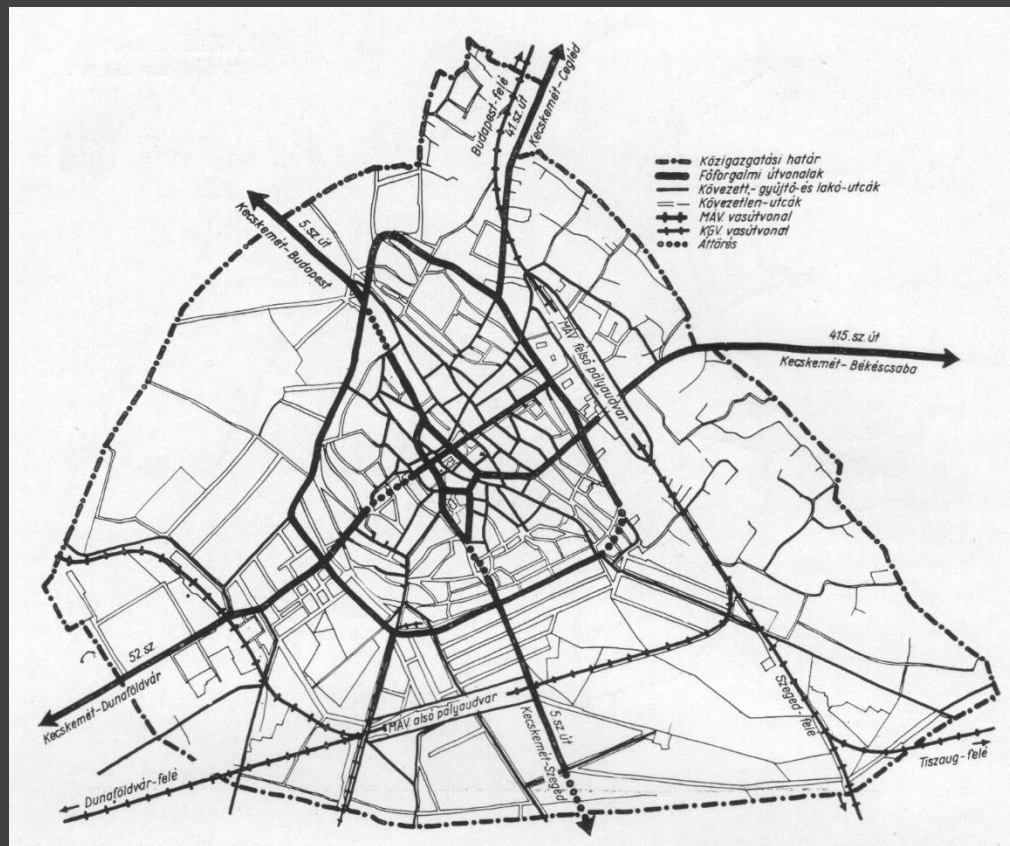 Budapest-felé
41.sz.út
Kecskemét-Cegléd
Közigazgatási határ
Főforgalmi útvonalak
Kövezett,- gyűjtő-és lakó-utcák
Kövezetlen-utcák
MÁV. vasútvonal
KGV. vasútvonal
Áttörés
5.sz.út
Kecskemét-Budapest
415.sz.út
Kecskemét-Békéscsaba
MÁV. felső pályaudvar
52.sz.
Kecskemét-Dunaföldvár
MÁV. alsó pályaudvar
5.sz.út
Kecskemét-Szeged
Szeged-felé
Tiszaug-felé
Dunaföldvár-felé